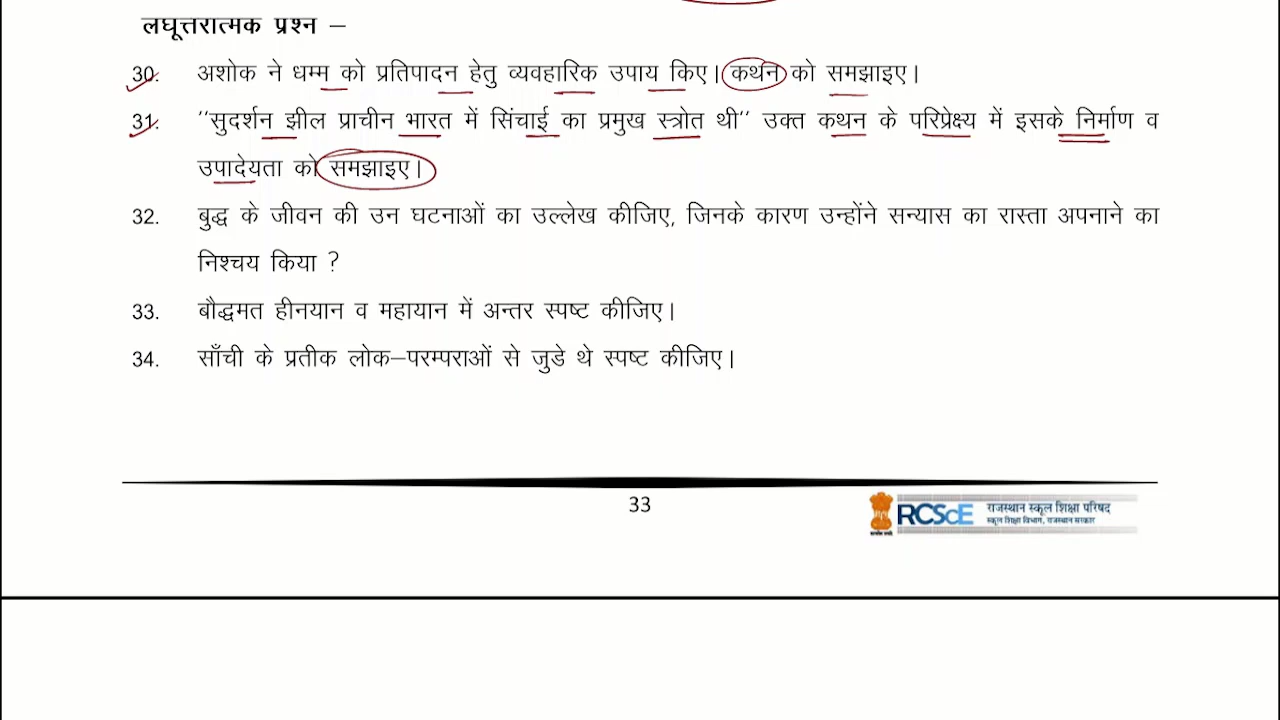 लघूत्तरात्मक प्रश्न –
30. अशोक ने धम्म को प्रतिपादन हेतु व्यवहारिक उपाय किए। कथन को समझाइए।
31. ‘‘सुदर्शन झील प्राचीन भारत में सिंचाई का प्रमुख स्त्रोत थी’’ उक्त कथन के परिप्रेक्ष्य में इसके निर्माण व
उपादेयता को समझाइए।
32. बुद्ध के जीवन की उन घटनाओं का उल्लेख कीजिए, जिनके कारण उन्होंने सन्यास का रास्ता अपनाने का
निश्चय किया ?
33. बौद्धमत हीनयान व महायान में अन्तर स्पष्ट कीजिए।
34. साँची के प्रतीक लोक–परम्पराओं से जुडे थे स्पष्ट कीजिए।
33
RCScE राजस्थान स्कूल शिक्षा परिषद
स्कूल शिक्षा विभाग, राजस्थान सरकार